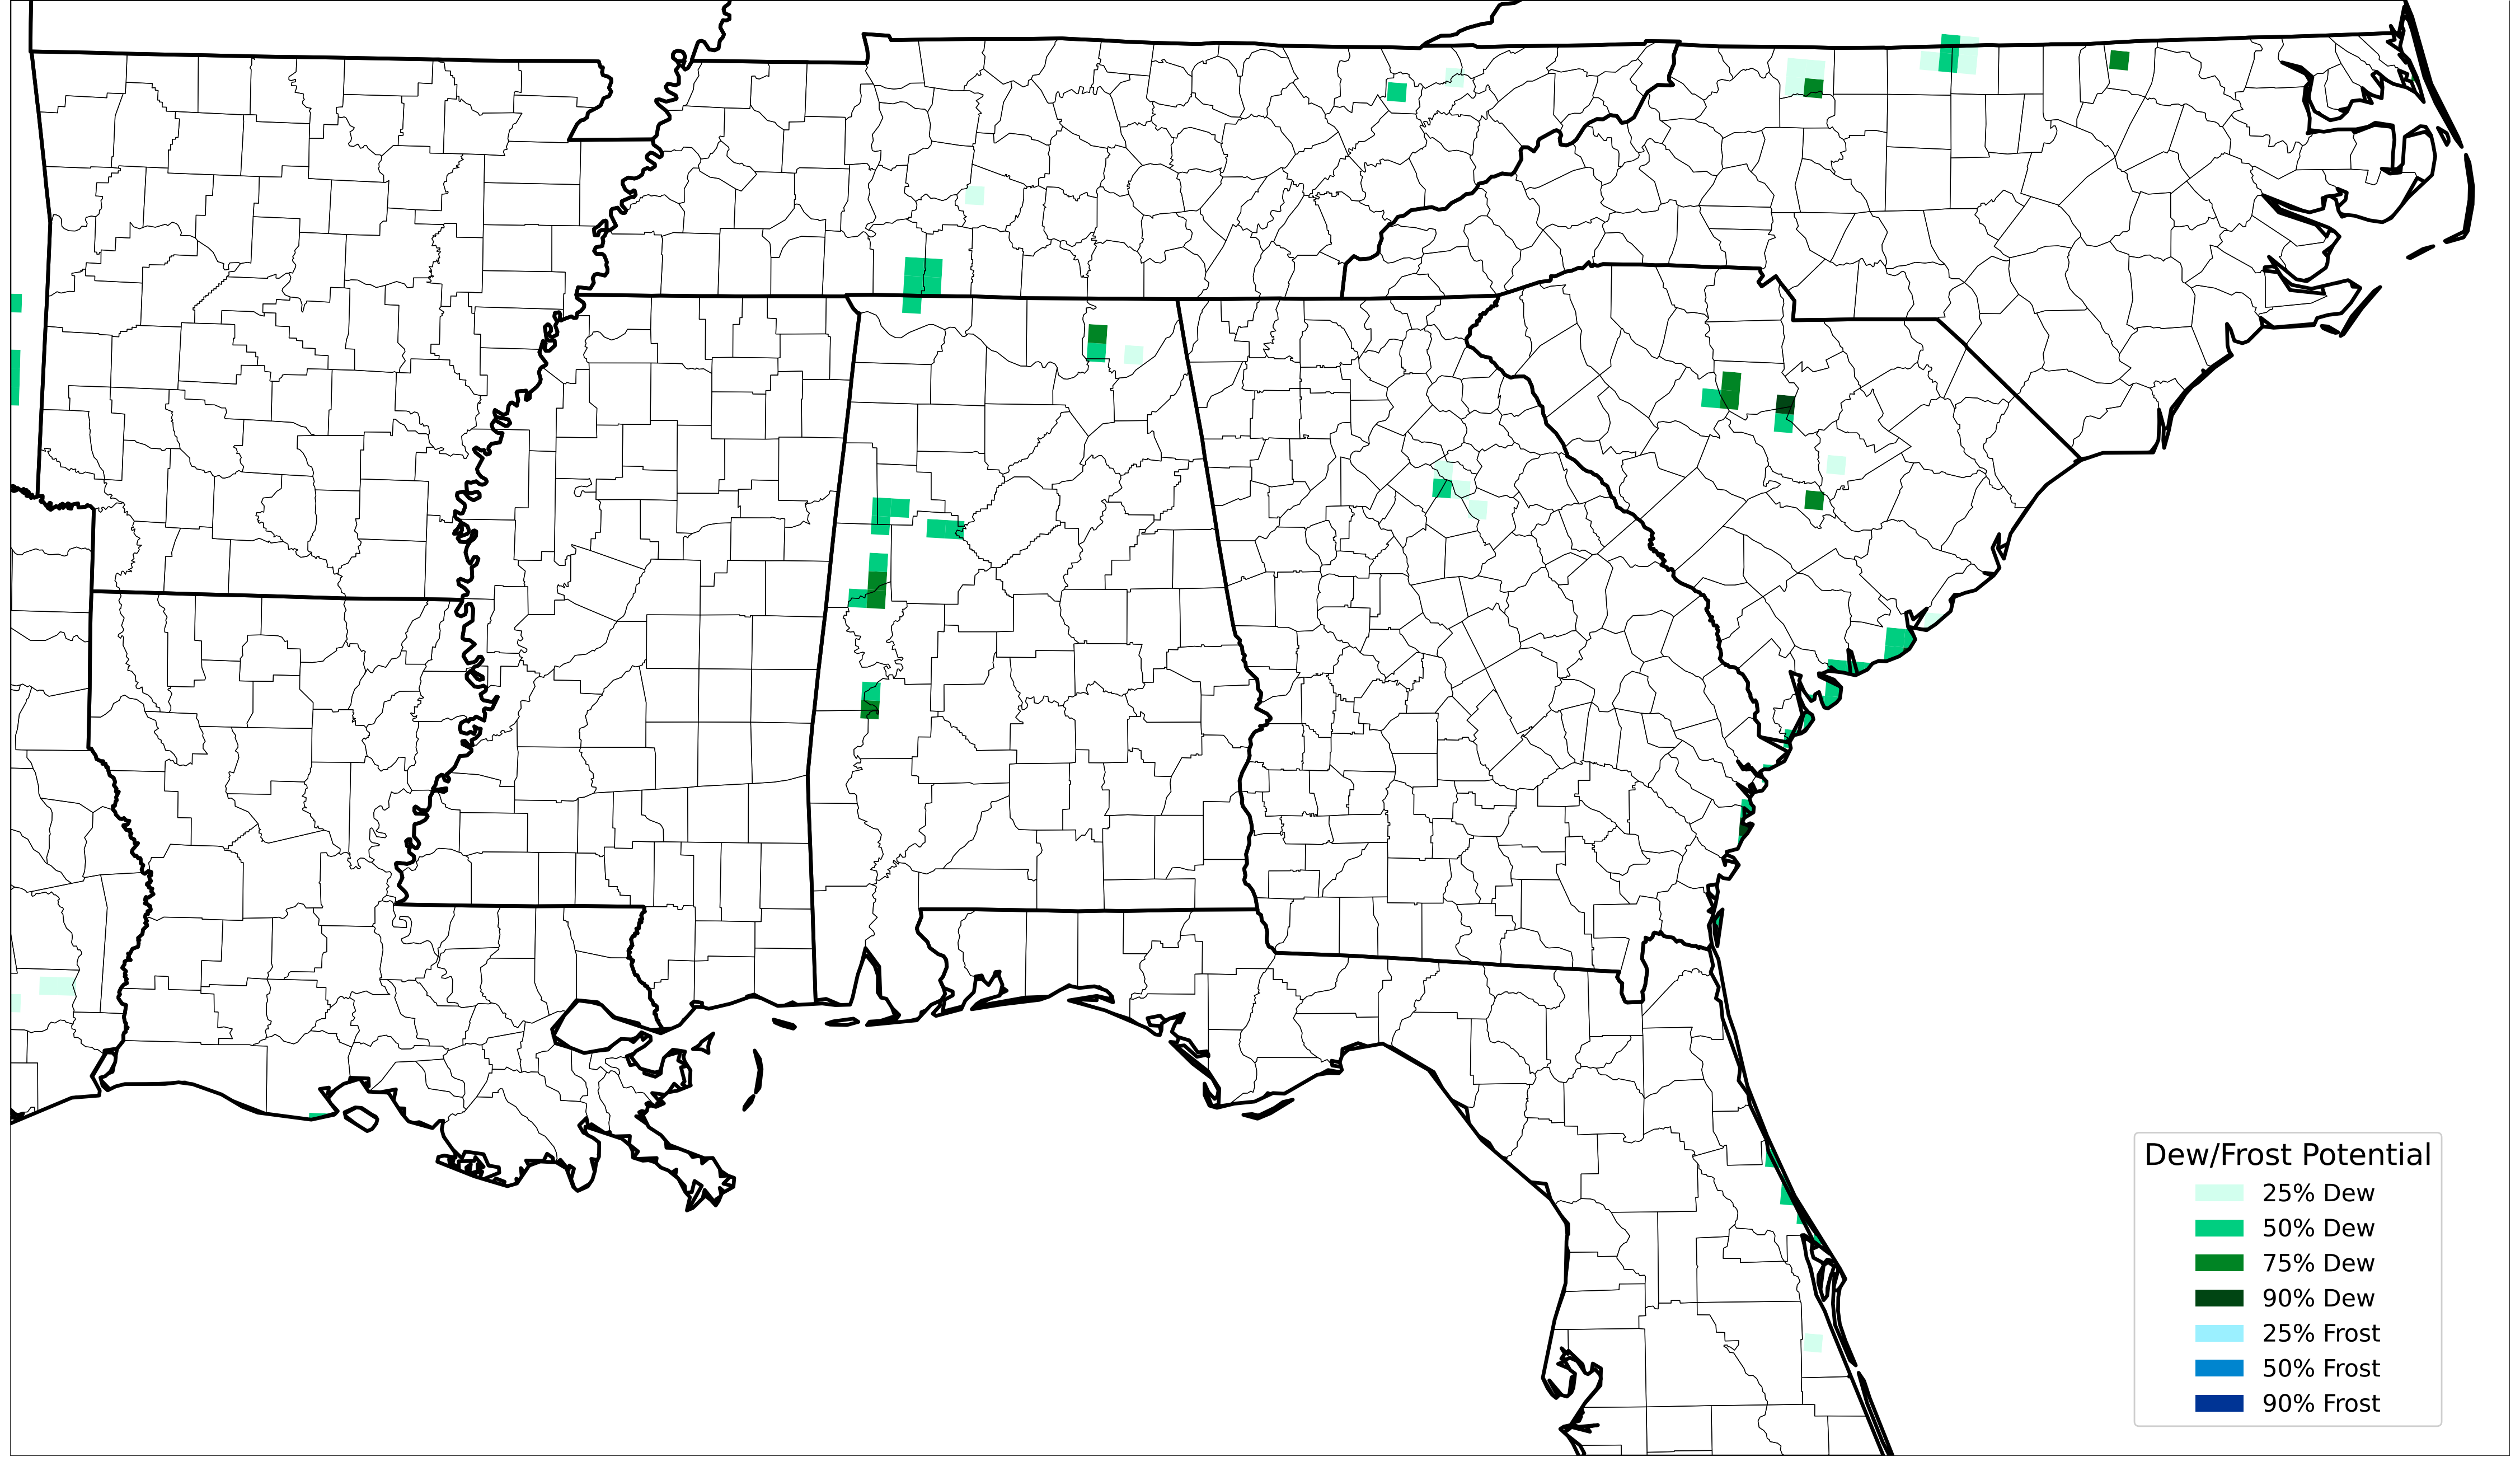 Dew/Frost Potential
25% Dew
50% Dew
75% Dew
90% Dew
25% Frost
50% Frost
90% Frost